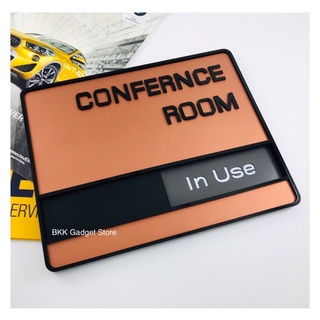 CONFERNCE
ROOM
In Use
BKK Gadget Store